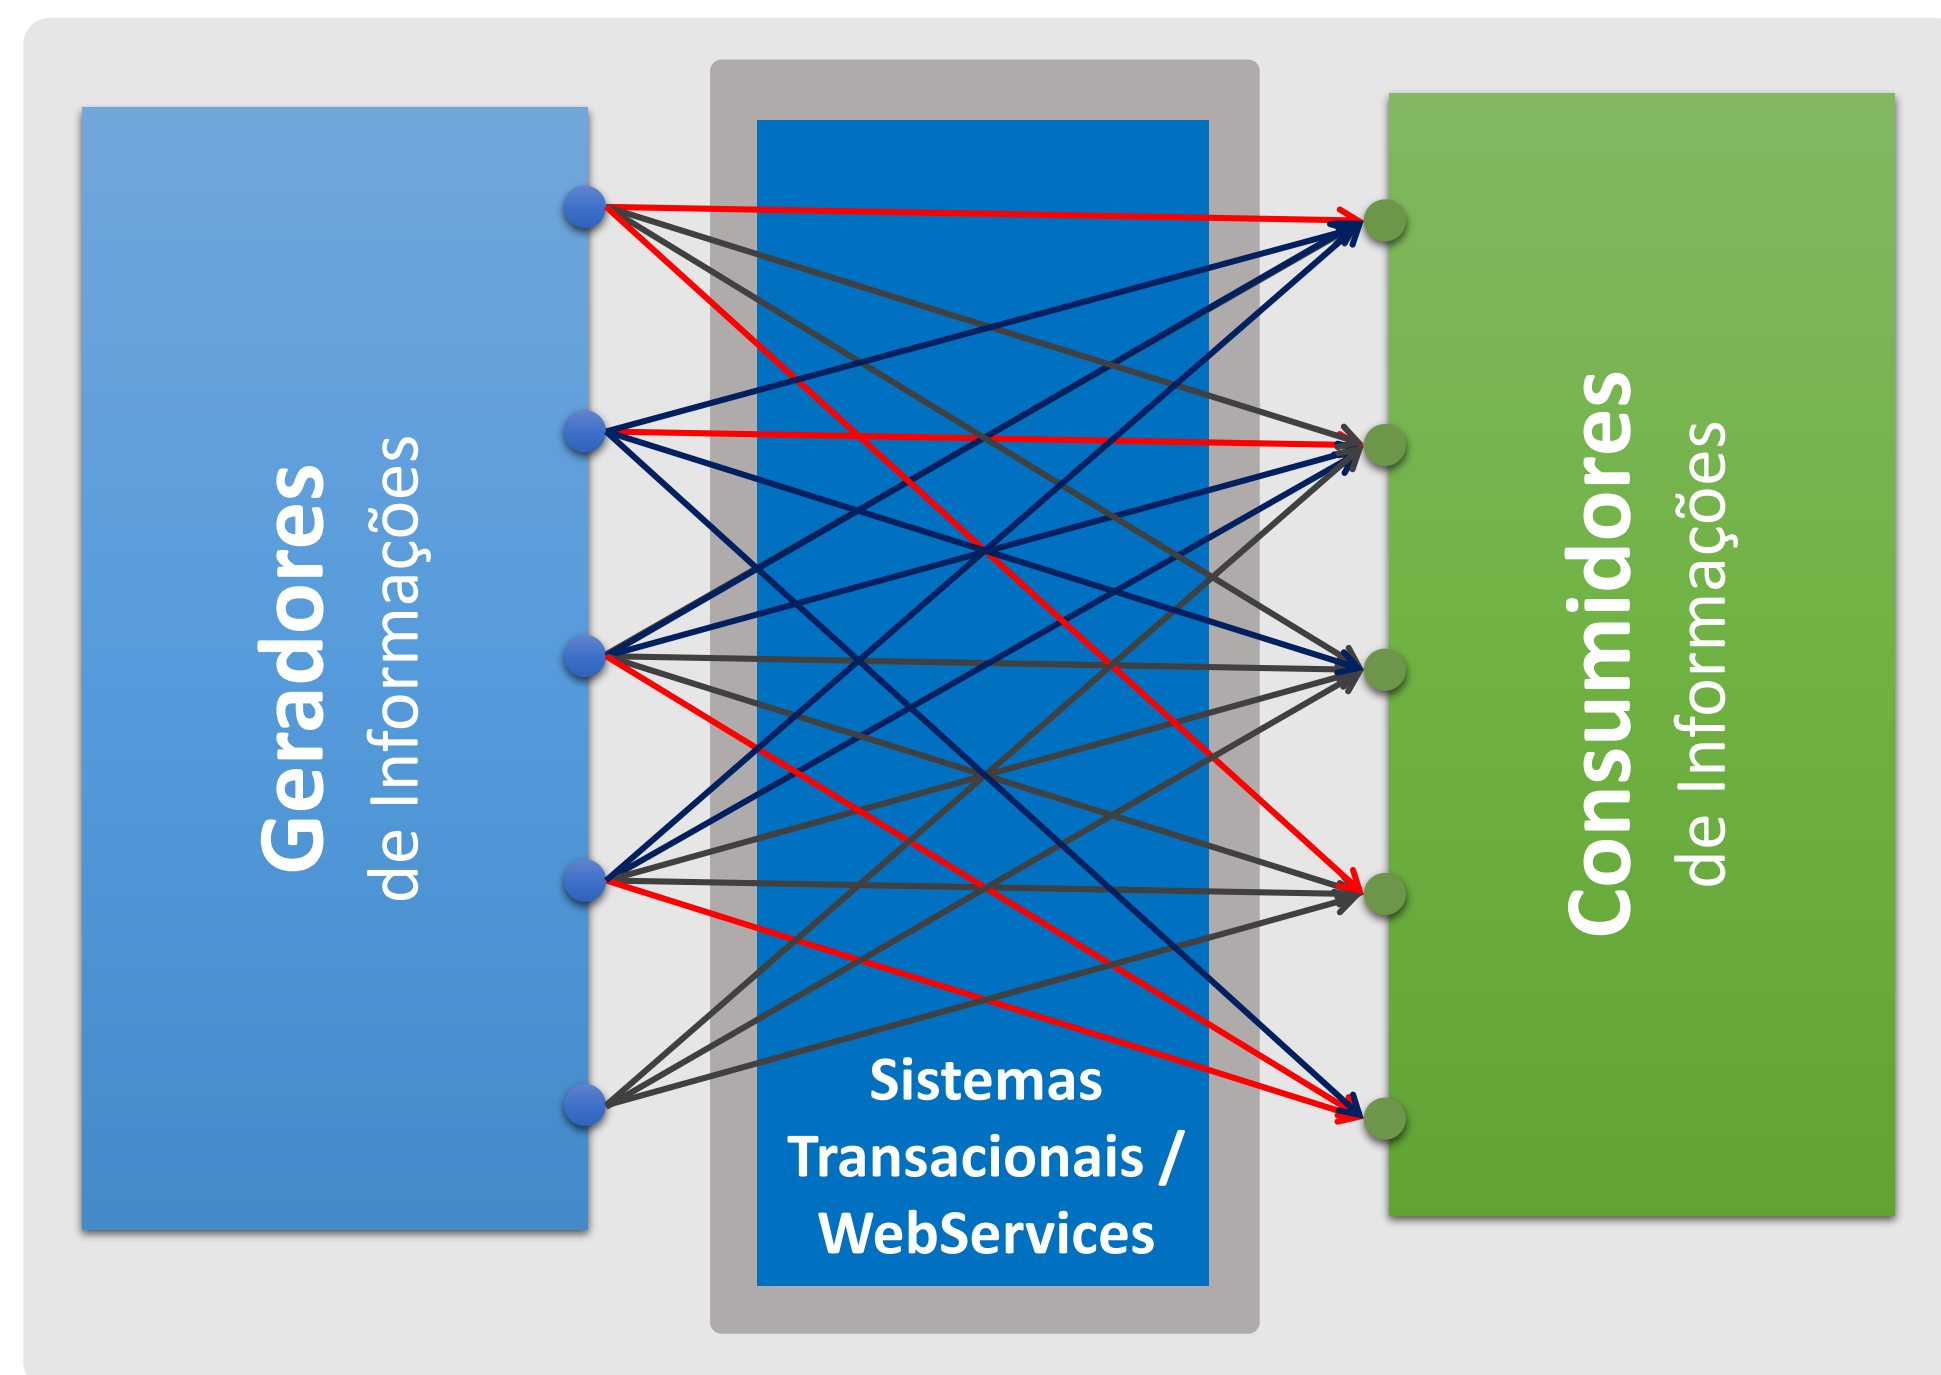 Geradores
de Informações
Sistemas
Transacionais /
WebServices
Consumidores
de Informações